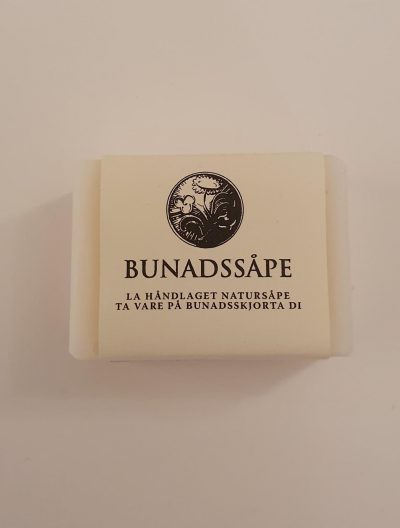 BUNADSSÅPE
LA HÅNDLAGET NATURSÅPE
TA VARE PÅ BUNADSSKJORTA DI